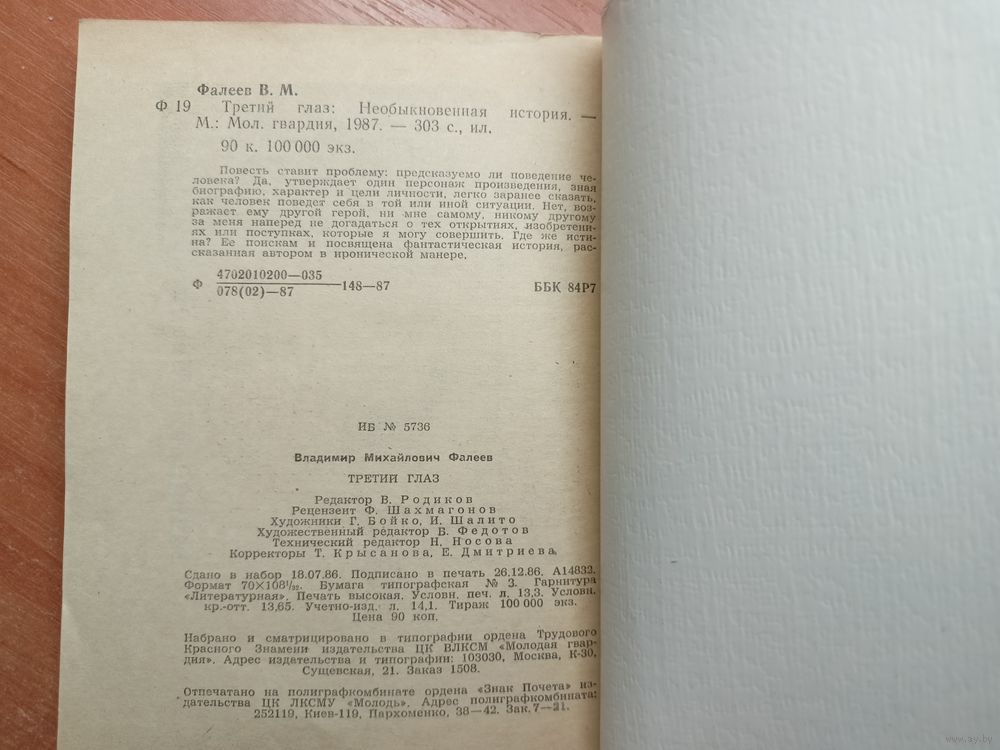 Фалеев В. М.
Ф 19 Третий глаз: Необыкновенная история. —
М.: Мол. гвардия, 1987. — 303 с., ил.
90 к. 100 000 экз.
Повесть ставит проблему: предсказуемо ли поведение че-
ловека? Да, утверждает один персонаж произведения, зная
биографию, характер и цели личности, легко заранее сказать,
как человек поведет себя в той или иной ситуации. Нет, воз-
ражает ему другой герой, ни мне самому, никому другому
за меня наперед не догадаться о тех открытиях, изобретени-
ях или поступках, которые я могу совершить. Где же исти-
на? Ее поискам и посвящена фантастическая история, рас-
сказанная автором в иронической манере.
Ф 4702010200—035
078(02)—87 —148—87 ББК 84Р7
ИБ № 5736
Владимир Михайлович Фалеев
ТРЕТИЙ ГЛАЗ
Редактор В. Родиков
Рецензент Ф. Шахмагонов
Художники Г. Бойко, И. Шалито
Художественный редактор Б. Федотов
Технический редактор Н. Носова
Корректоры Т. Крысанова, Е. Дмитриева
Сдано в набор 18.07.86. Подписано в печать 26.12.86. А14832.
Формат 70×108¹/₃₂. Бумага типографская № 3. Гарнитура
«Литературная». Печать высокая. Условн. печ. л. 13,3. Условн.
кр.-отт. 13,65. Учетно-изд. л. 14,1. Тираж 100 000 экз.
Цена 90 коп.
Набрано и сматрицировано в типографии ордена Трудового
Красного Знамени издательства ЦК ВЛКСМ «Молодая гвар-
дия». Адрес издательства и типографии: 103030, Москва, К-30,
Сущевская, 21. Заказ 1508.
Отпечатано на полиграфкомбинате ордена «Знак Почета» из-
дательства ЦК ЛКСМУ «Молодь». Адрес полиграфкомбината:
252119, Киев-119, Пархоменко, 38—42. Зак. 7—21.
www.ay.by